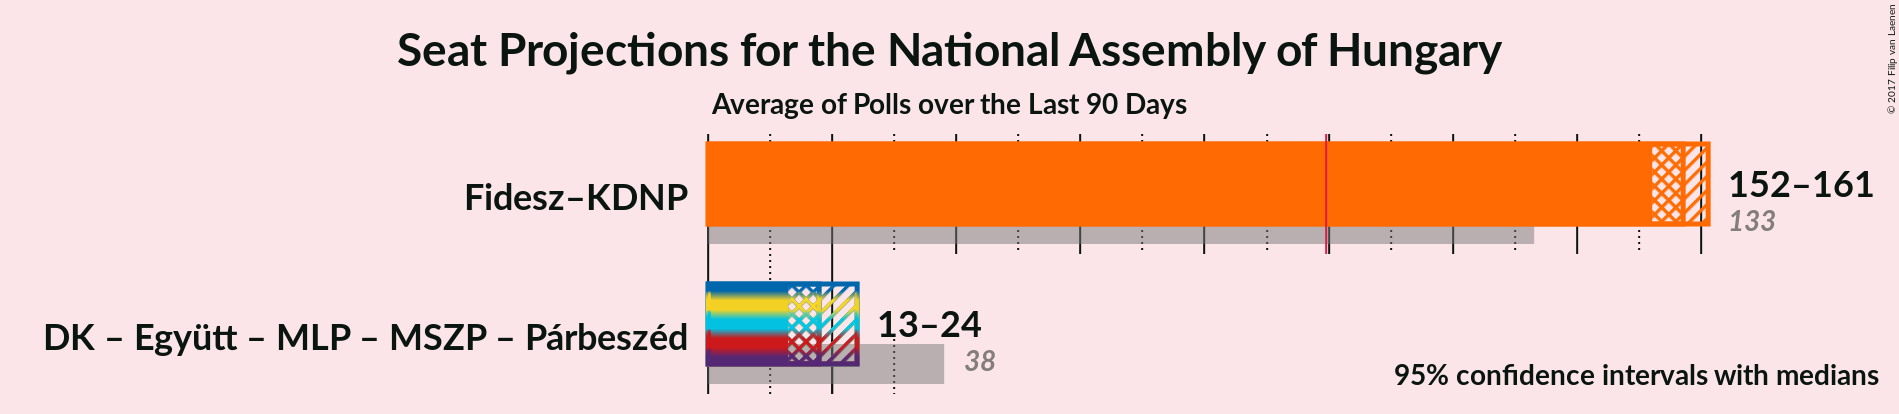 Seat Projections for the National Assembly of Hungary
Average of Polls over the Last 90 Days
Fidesz–KDNP
152–161
133
DK – Együtt – MLP – MSZP – Párbeszéd
13–24
38
95% confidence intervals with medians
© 2017 Filip van Laenen